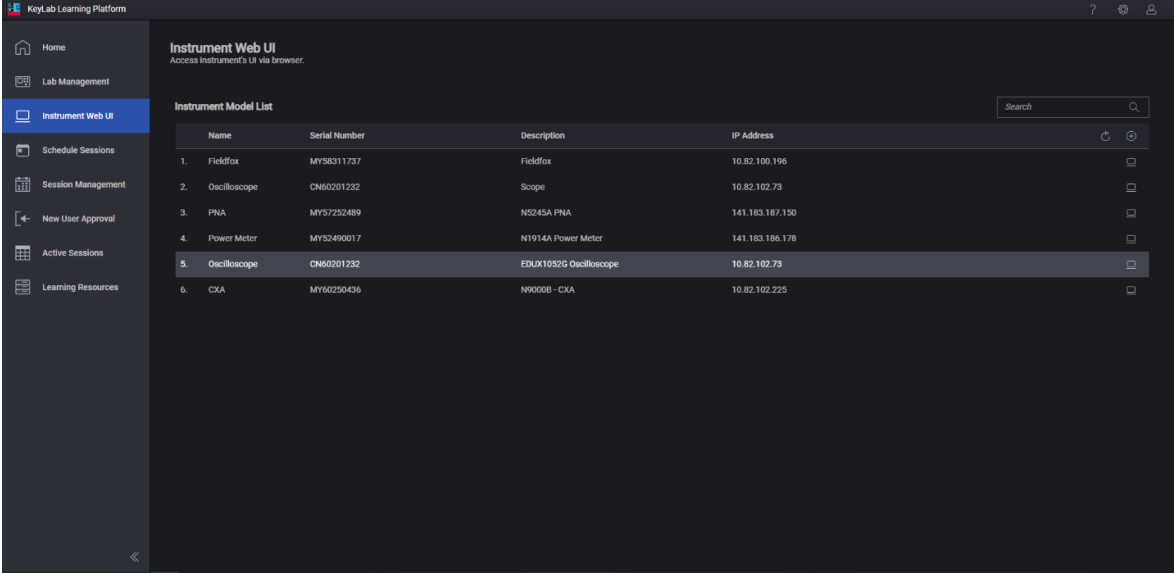 KeyLab Learning Platform
Home
Lab Management
Instrument Web UI
Schedule Sessions
Session Management
New User Approval
Active Sessions
Learning Resources
Instrument Web UI
Access instrument's UI via browser.
Instrument Model List
Search
Name Serial Number Description IP Address
1. Fieldfox MY58311737 Fieldfox 10.82.100.196
2. Oscilloscope CN60201232 Scope 10.82.102.73
3. PNA MY57252489 N5245A PNA 141.183.187.150
4. Power Meter MY52490017 N1914A Power Meter 141.183.186.178
5. Oscilloscope CN60201232 EDUX1052G Oscilloscope 10.82.102.73
6. CXA MY60250436 N9000B - CXA 10.82.102.225